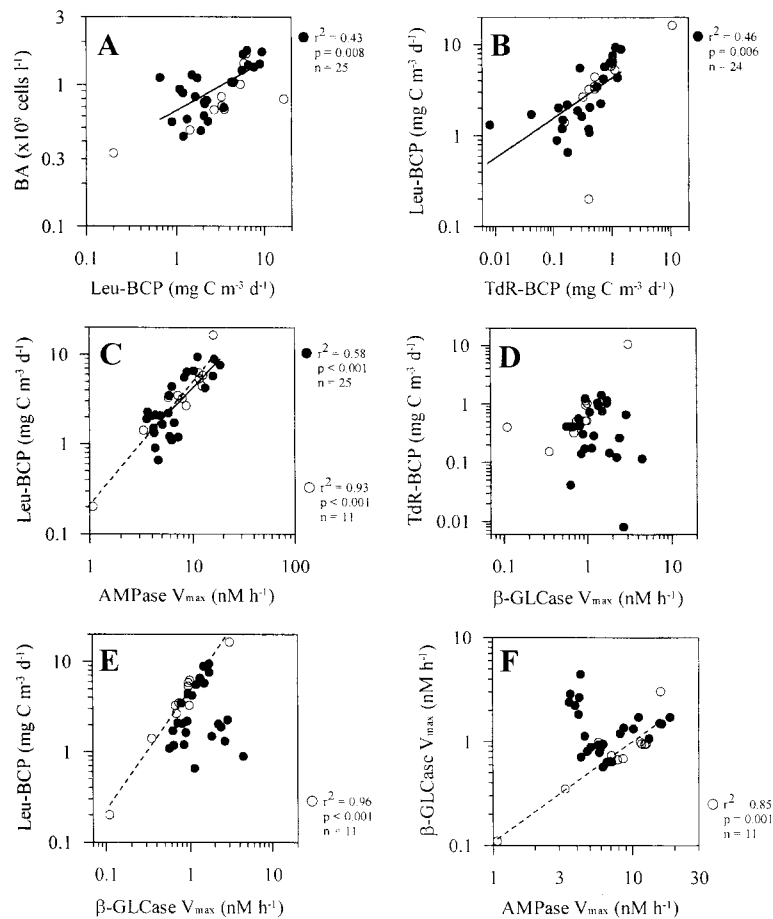 A
3
1
0.3
0.1
BA (x10⁹ cells l⁻¹)
0.1 1 10
Leu-BCP (mg C m⁻³ d⁻¹)
● r² = 0.43
p = 0.008
n = 25
B
10
1
0.1
Leu-BCP (mg C m⁻³ d⁻¹)
0.01 0.1 1 10
TdR-BCP (mg C m⁻³ d⁻¹)
● r² = 0.46
p = 0.006
n = 24
C
10
1
0.1
Leu-BCP (mg C m⁻³ d⁻¹)
1 10 100
AMPase Vmax (nM h⁻¹)
● r² = 0.58
p < 0.001
n = 25
○ r² = 0.93
p < 0.001
n = 11
D
10
1
0.1
0.01
TdR-BCP (mg C m⁻³ d⁻¹)
0.1 1 10
β-GLCase Vmax (nM h⁻¹)
E
10
1
0.1
Leu-BCP (mg C m⁻³ d⁻¹)
0.1 1 10
β-GLCase Vmax (nM h⁻¹)
○ r² = 0.96
p < 0.001
n = 11
F
10
1
0.1
β-GLCase Vmax (nM h⁻¹)
1 10 30
AMPase Vmax (nM h⁻¹)
○ r² = 0.85
p = 0.001
n = 11